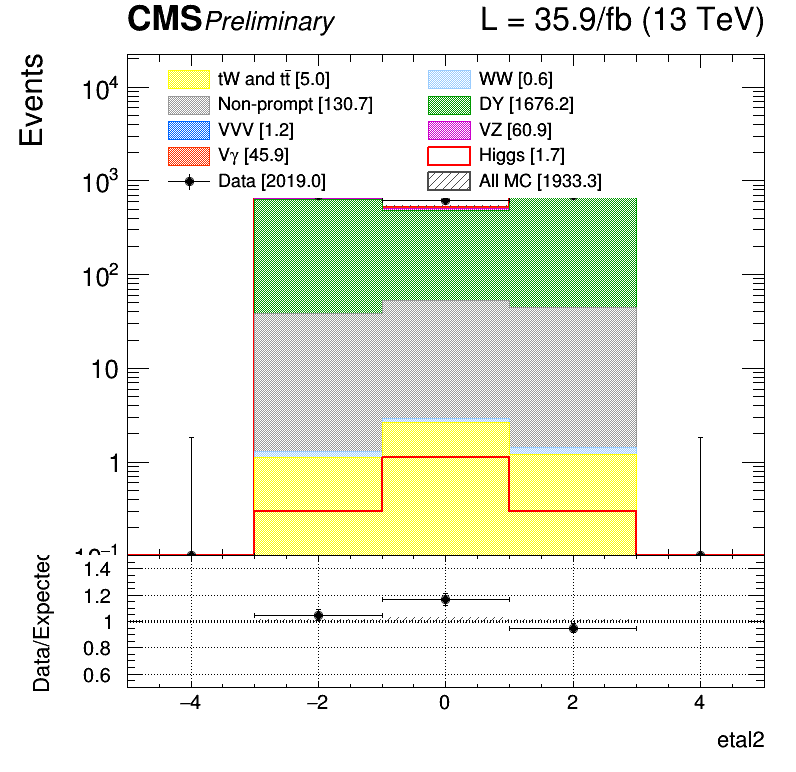 CMS Preliminary L = 35.9/fb (13 TeV)
Events
10⁴
10³
10²
10
1
tW and tt̄ [5.0] WW [0.6]
Non-prompt [130.7] DY [1676.2]
VVV [1.2] VZ [60.9]
Vγ [45.9] Higgs [1.7]
Data [2019.0] All MC [1933.3]
Data/Expected
1.4
1.2
1
0.8
0.6
−4 −2 0 2 4
etal2